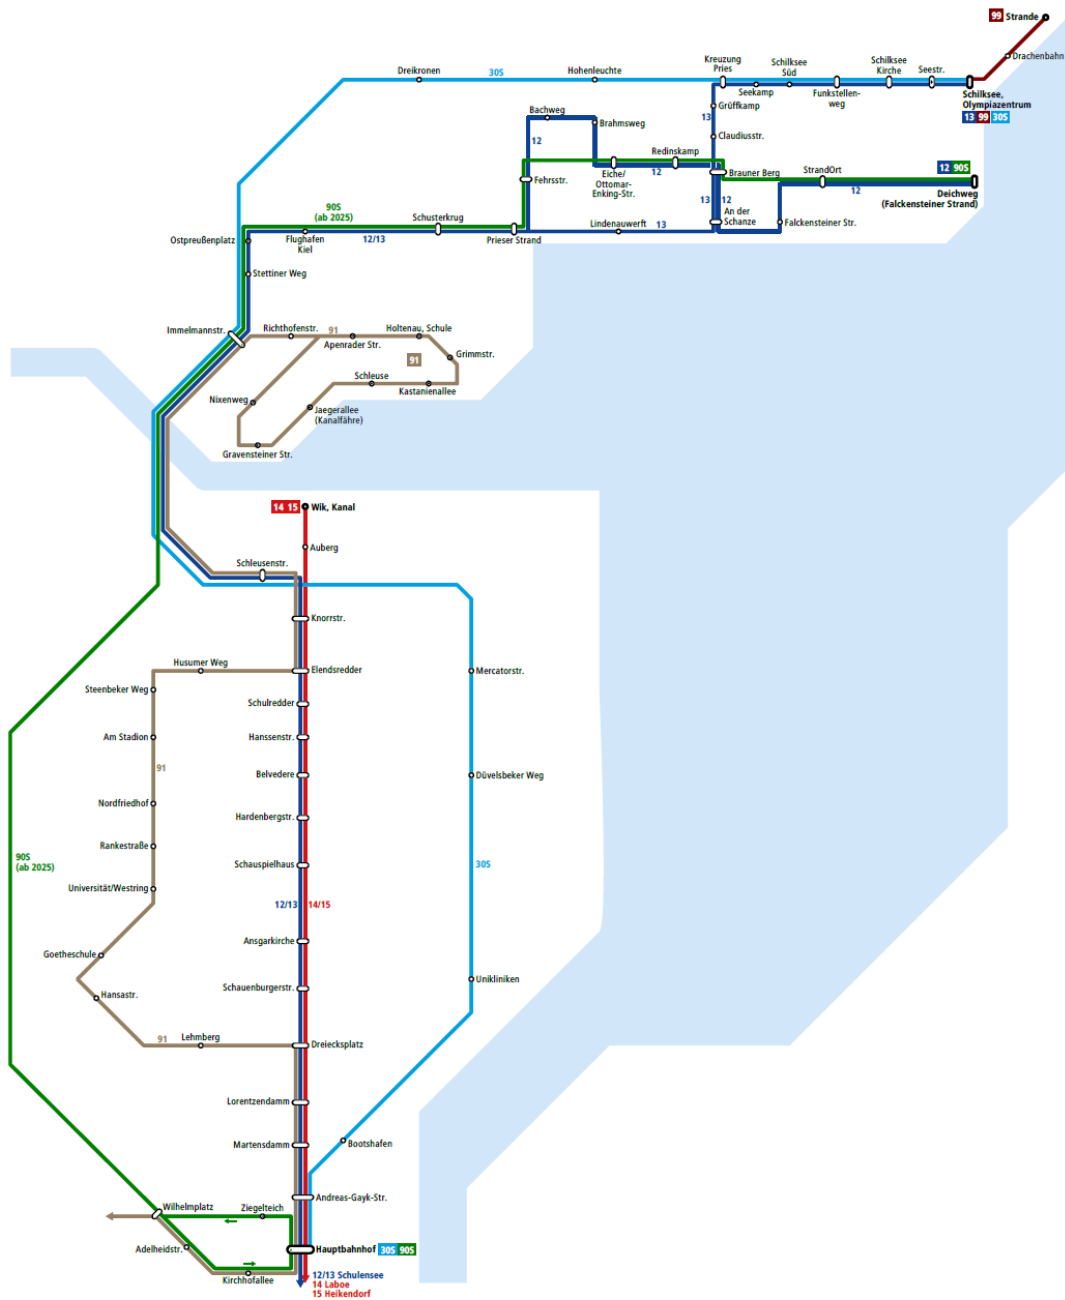 99 Strande
Drachenbahn
Kreuzung
Pries
Schilksee
Süd
Schilksee
Kirche
Seestr.
Dreikronen
30S
Hohenleuchte
Seekamp
Funkstellen-
weg
Schilksee,
Olympiazentrum
13 99 30S
Grüffkamp
13
Claudiusstr.
Bachweg
Brahmsweg
12
Redinskamp
Fehrsstr.
Eiche/
Ottomar-
Enking-Str.
12
Brauner Berg
StrandOrt
12
12 90S
Deichweg
(Falckensteiner Strand)
13
12
An der
Schanze
Falckensteiner Str.
90S
(ab 2025)
Schusterkrug
Lindenauwerft
13
Ostpreußenplatz
Flughafen
Kiel
12/13
Prieser Strand
Stettiner Weg
Immelmannstr.
Richthofenstr.
91
Apenrader Str.
Holtenau, Schule
91
Grimmstr.
Schleuse
Kastanienallee
Nixenweg
Jaegerallee
(Kanalfähre)
Gravensteiner Str.
14 15 Wik, Kanal
Auberg
Schleusenstr.
Knorrstr.
Husumer Weg
Elendsredder
Mercatorstr.
Steenbeker Weg
Schulredder
Am Stadion
Hanssenstr.
91
Belvedere
Düvelsbeker Weg
Nordfriedhof
Hardenbergstr.
Rankestraße
90S
(ab 2025)
Schauspielhaus
30S
Universität/Westring
12/13
14/15
Ansgarkirche
Goetheschule
Unikliniken
Schauenburgerstr.
Hansastr.
91
Lehmberg
Dreiecksplatz
Lorentzendamm
Martensdamm
Bootshafen
Andreas-Gayk-Str.
Wilhelmplatz
Ziegelteich
Adelheidstr.
Hauptbahnhof 30S 90S
Kirchhofallee
12/13 Schulensee
14 Laboe
15 Heikendorf